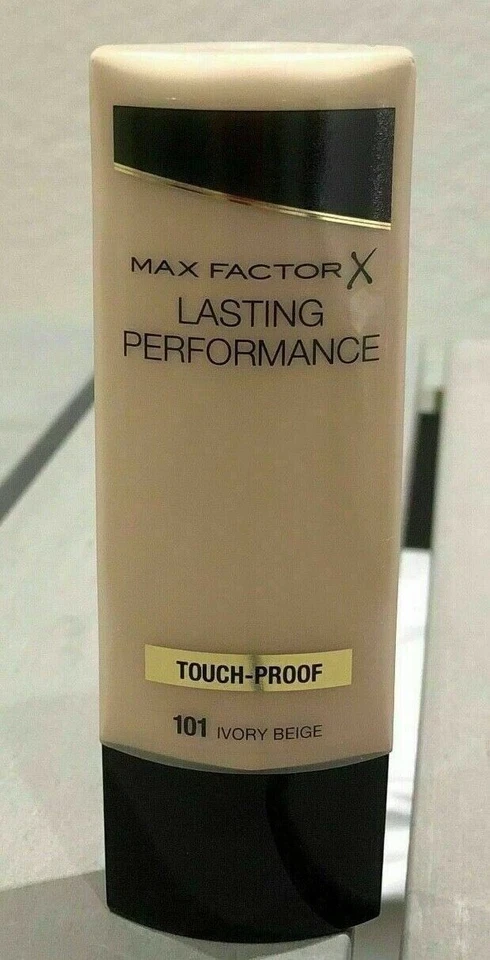 MAX FACTOR X
LASTING
PERFORMANCE
TOUCH-PROOF
101 IVORY BEIGE